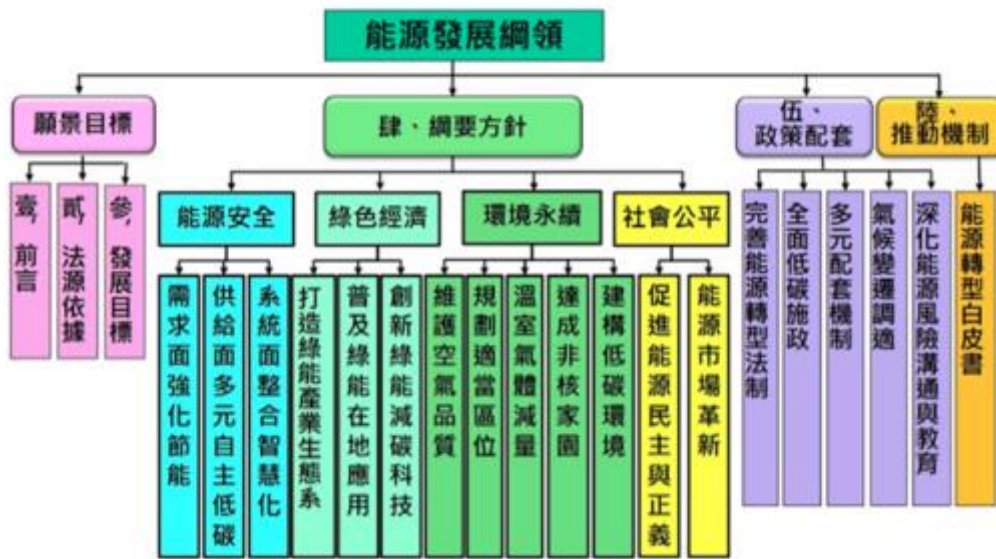 能源發展綱領
願景目標
壹，前言
貳，法源依據
參，發展目標
肆、綱要方針
能源安全
需求面強化節能
供給面多元自主低碳
系統面整合智慧化
綠色經濟
打造綠能產業生態系
普及綠能在地應用
創新綠能減碳科技
環境永續
維護空氣品質
規劃適當區位
溫室氣體減量
達成非核家園
建構低碳環境
社會公平
促進能源民主與正義
能源市場革新
伍、
政策配套
完善能源轉型法制
全面低碳施政
多元配套機制
氣候變遷調適
深化能源風險溝通與教育
陸、
推動機制
能源轉型白皮書